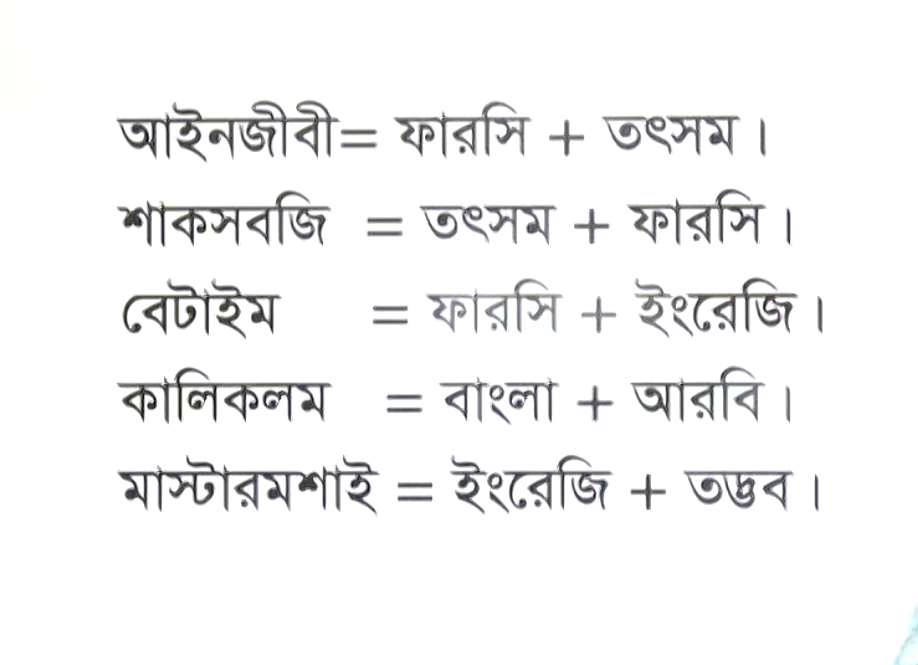 আইনজীবী= ফারসি + তৎসম।
শাকসবজি = তৎসম + ফারসি।
বেটাইম = ফারসি + ইংরেজি।
কালিকলম = বাংলা + আরবি।
মাস্টারমশাই = ইংরেজি + তদ্ভব।